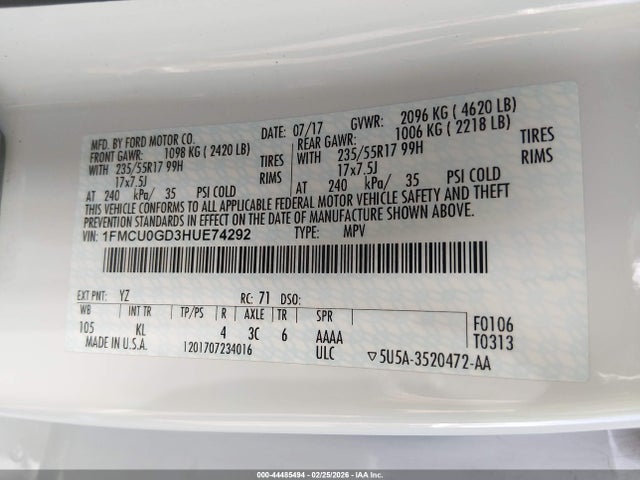 MFD. BY FORD MOTOR CO.
DATE: 07/17 GVWR: 2096 KG ( 4620 LB)
FRONT GAWR: 1098 KG ( 2420 LB) REAR GAWR: 1006 KG ( 2218 LB)
WITH 235/55R17 99H TIRES WITH 235/55R17 99H TIRES
17x7.5J RIMS 17x7.5J RIMS
AT 240 kPa/ 35 PSI COLD AT 240 kPa/ 35 PSI COLD
THIS VEHICLE CONFORMS TO ALL APPLICABLE FEDERAL MOTOR VEHICLE SAFETY AND THEFT
PREVENTION STANDARDS IN EFFECT ON THE DATE OF MANUFACTURE SHOWN ABOVE.
VIN: 1FMCU0GD3HUE74292 TYPE: MPV
EXT PNT: YZ RC: 71 DSO:
WB INT TR TP/PS R AXLE TR SPR
105 KL 4 3C 6 AAAA
F0106
T0313
MADE IN U.S.A. 1201707234016 ULC ▽5U5A-3520472-AA
000-44485494 - 02/25/2026 - IAA Inc.